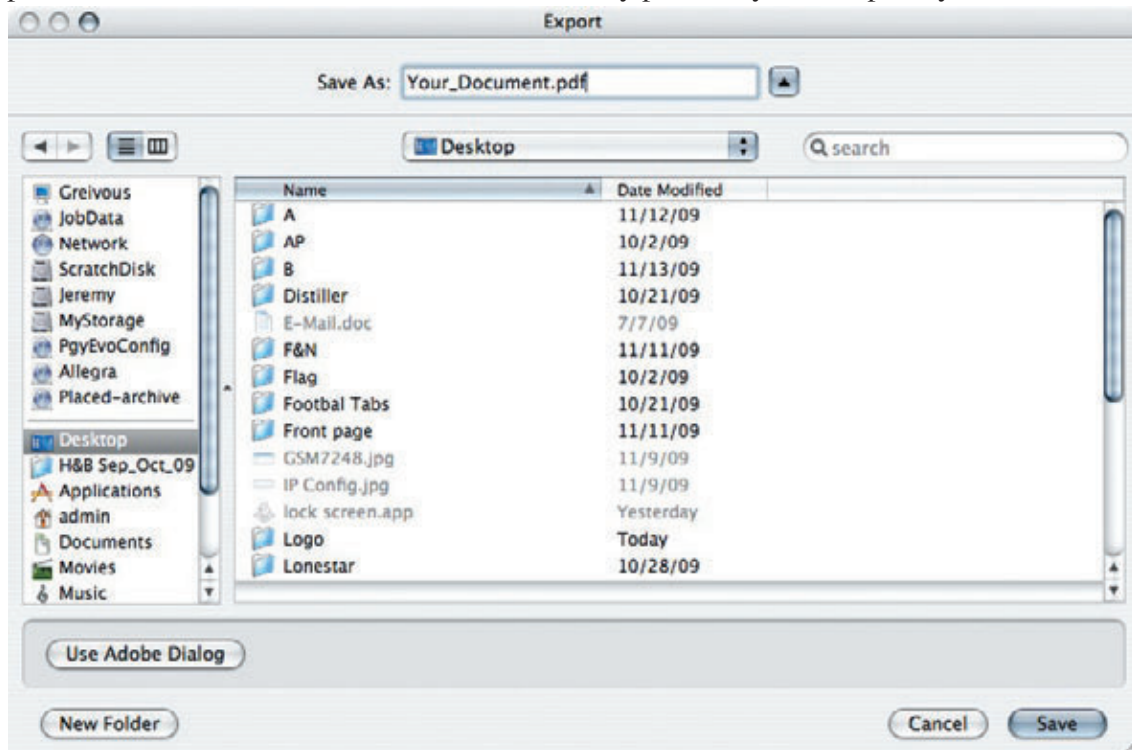 Export
Save As: Your_Document.pdf
Desktop
search
Greivous
JobData
Network
ScratchDisk
Jeremy
MyStorage
PgyEvoConfig
Allegra
Placed-archive
Desktop
H&B Sep_Oct_09
Applications
admin
Documents
Movies
Music
Name Date Modified
A 11/12/09
AP 10/2/09
B 11/13/09
Distiller 10/21/09
E-Mail.doc 7/7/09
F&N 11/11/09
Flag 10/2/09
Footbal Tabs 10/21/09
Front page 11/11/09
GSM7248.jpg 11/9/09
IP Config.jpg 11/9/09
lock screen.app Yesterday
Logo Today
Lonestar 10/28/09
Use Adobe Dialog
New Folder Cancel Save